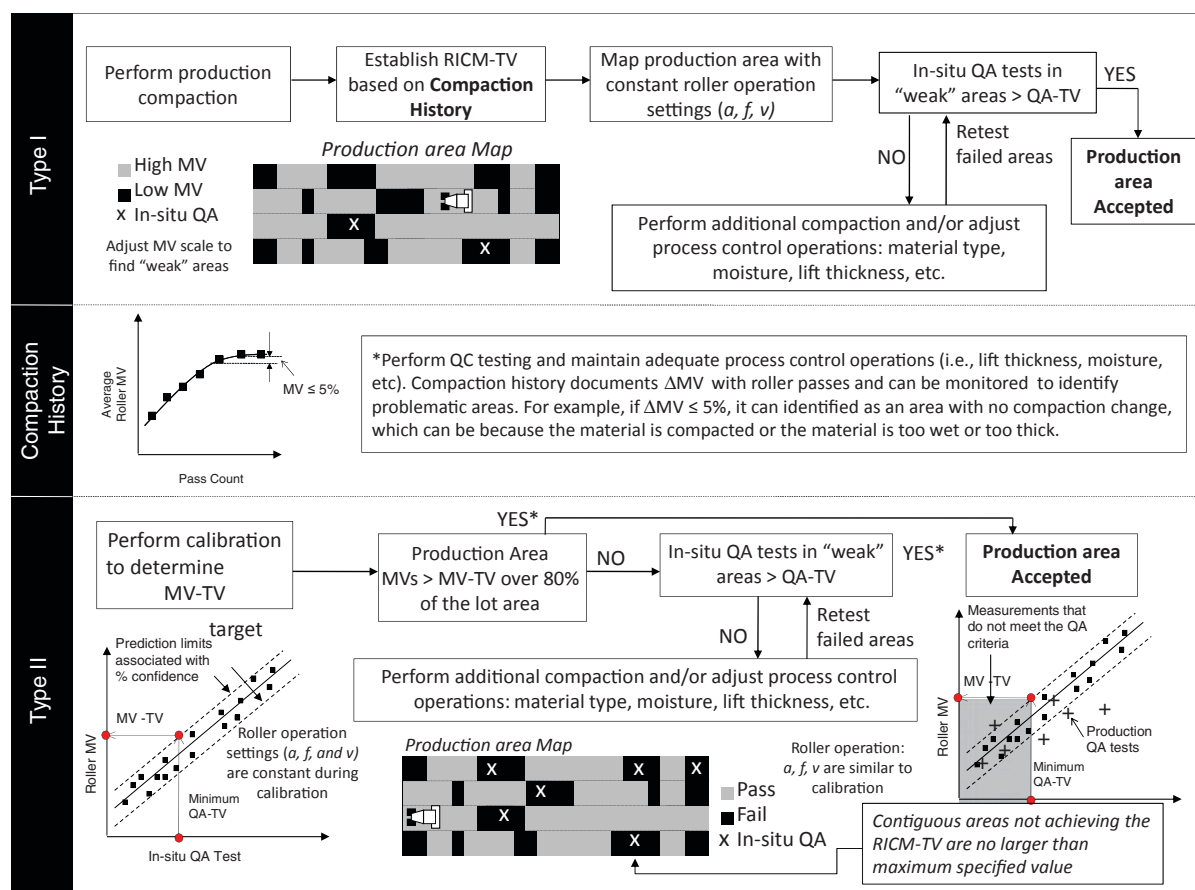 Type I
Perform production
compaction
Establish RICM-TV
based on Compaction
History
Map production area with
constant roller operation
settings (a, f, v)
In-situ QA tests in
“weak” areas > QA-TV
YES
NO
Retest
failed areas
Production
area
Accepted
Perform additional compaction and/or adjust
process control operations: material type,
moisture, lift thickness, etc.
Production area Map
High MV
Low MV
x In-situ QA
Adjust MV scale to
find “weak” areas
X
X
Compaction
History
Average
Roller MV
MV ≤ 5%
Pass Count
*Perform QC testing and maintain adequate process control operations (i.e., lift thickness, moisture,
etc). Compaction history documents ΔMV with roller passes and can be monitored to identify
problematic areas. For example, if ΔMV ≤ 5%, it can identified as an area with no compaction change,
which can be because the material is compacted or the material is too wet or too thick.
Type II
Perform calibration
to determine
MV-TV
Production Area
MVs > MV-TV over 80%
of the lot area
YES*
NO
In-situ QA tests in “weak”
areas > QA-TV
YES*
Production area
Accepted
NO
Retest
failed areas
Perform additional compaction and/or adjust process control
operations: material type, moisture, lift thickness, etc.
target
Prediction limits
associated with
% confidence
MV -TV
Roller MV
Roller operation
settings (a, f, and v)
are constant during
calibration
Minimum
QA-TV
In-situ QA Test
Production area Map
X
X
X
X
X
X
Pass
Fail
x In-situ QA
Roller operation:
a, f, v are similar to
calibration
Measurements that
do not meet the QA
criteria
MV -TV
Roller MV
Production
QA tests
Minimum
QA-TV
Contiguous areas not achieving the
RICM-TV are no larger than
maximum specified value